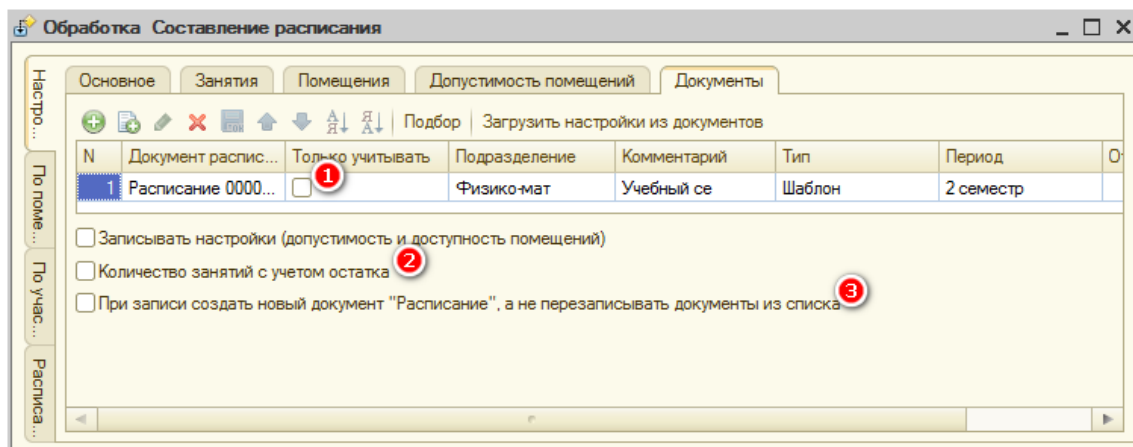 Обработка Составление расписания
Настро...
Основное Занятия Помещения Допустимость помещений Документы
Подбор Загрузить настройки из документов
N Документ распис... Только учитывать Подразделение Комментарий Тип Период
1 Расписание 0000... 1 Физико-мат Учебный се Шаблон 2 семестр
По поме...
Записывать настройки (допустимость и доступность помещений)
Количество занятий с учетом остатка 2
По учас...
При записи создать новый документ "Расписание", а не перезаписывать документы из списка 3
Расписа...